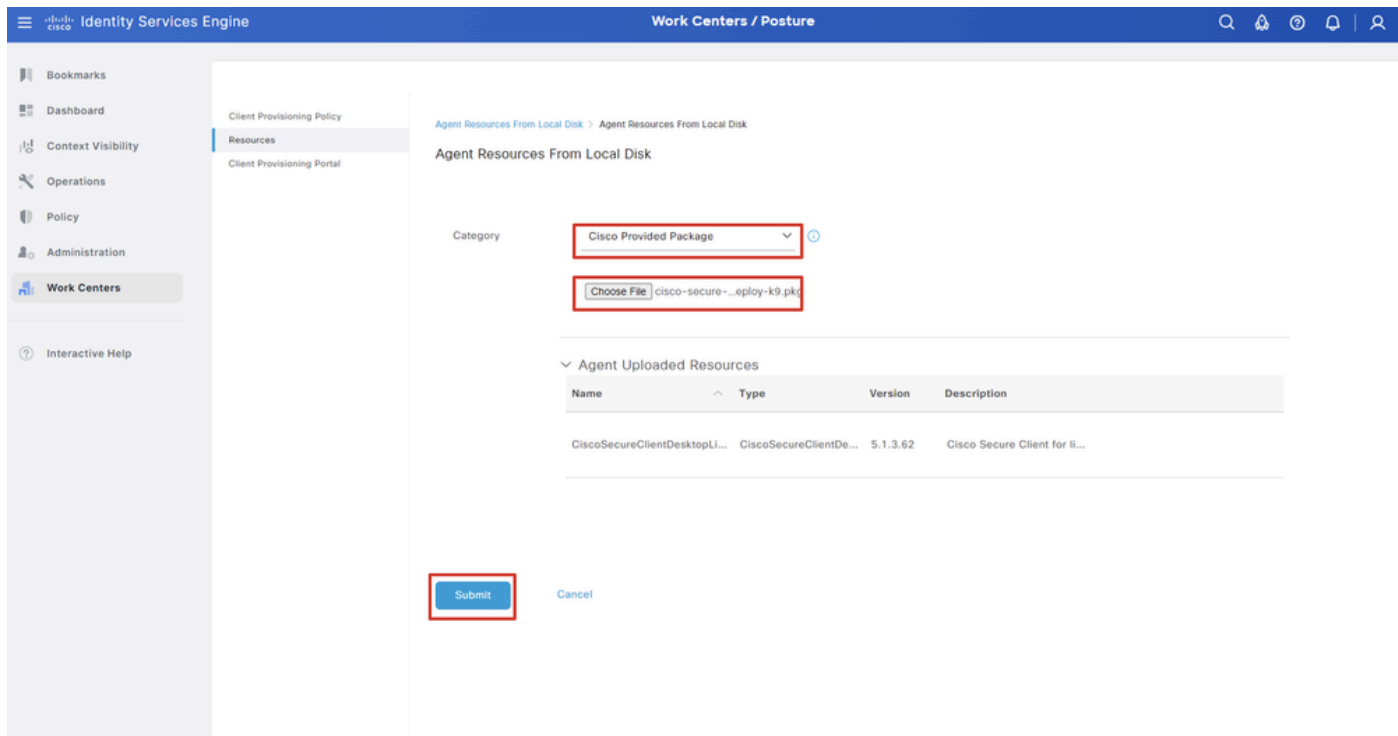 cisco Identity Services Engine
Work Centers / Posture
Bookmarks
Dashboard
Context Visibility
Operations
Policy
Administration
Work Centers
Interactive Help
Client Provisioning Policy
Resources
Client Provisioning Portal
Agent Resources From Local Disk > Agent Resources From Local Disk
Agent Resources From Local Disk
Category
Cisco Provided Package
Choose File cisco-secure-...eploy-k9.pkg
Agent Uploaded Resources
Name Type Version Description
CiscoSecureClientDesktopLi... CiscoSecureClientDe... 5.1.3.62 Cisco Secure Client for li...
Submit Cancel